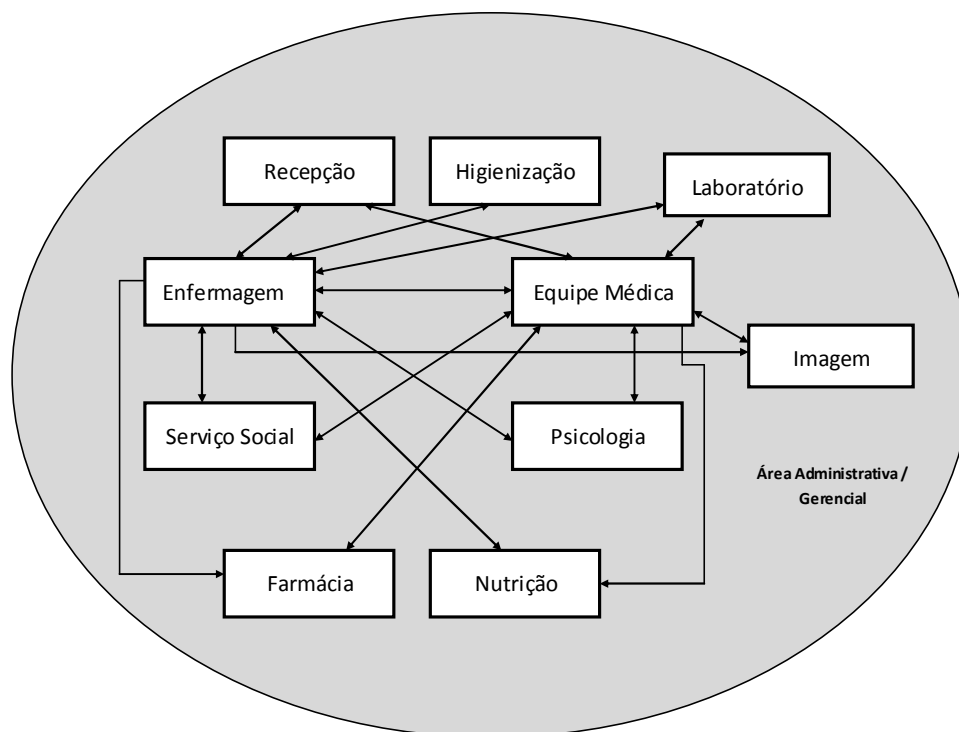 Recepção
Higienização
Laboratório
Enfermagem
Equipe Médica
Imagem
Serviço Social
Psicologia
Área Administrativa /
Gerencial
Farmácia
Nutrição